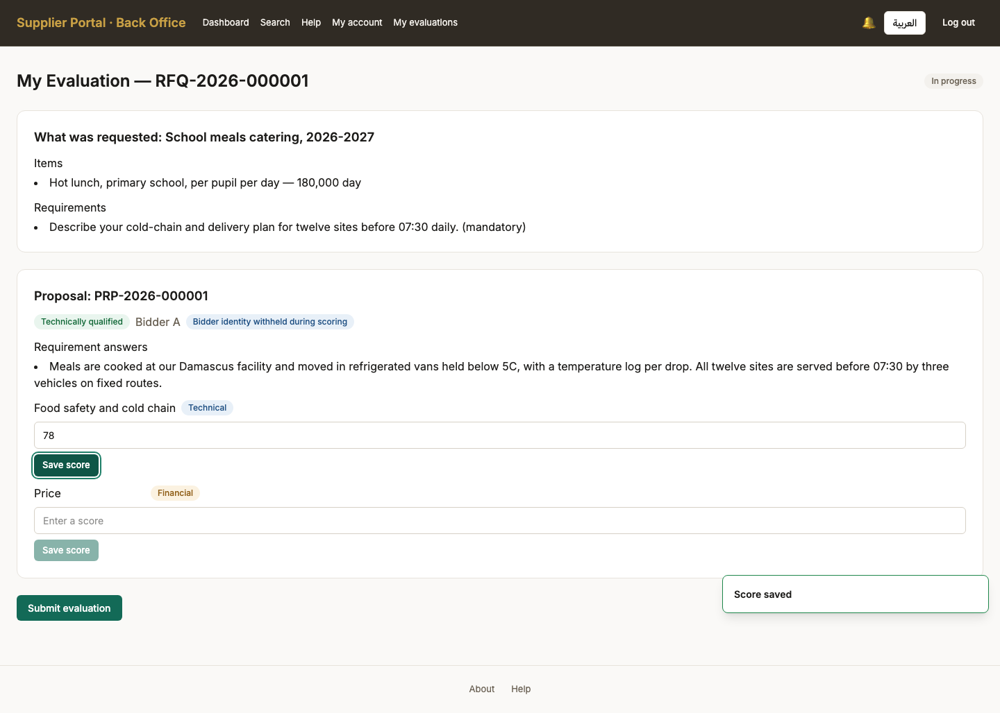 Supplier Portal · Back Office
Dashboard
Search
Help
My account
My evaluations
العربية
Log out
My Evaluation — RFQ-2026-000001
In progress
What was requested: School meals catering, 2026-2027
Items
• Hot lunch, primary school, per pupil per day — 180,000 day
Requirements
• Describe your cold-chain and delivery plan for twelve sites before 07:30 daily. (mandatory)
Proposal: PRP-2026-000001
Technically qualified Bidder A Bidder identity withheld during scoring
Requirement answers
• Meals are cooked at our Damascus facility and moved in refrigerated vans held below 5C, with a temperature log per drop. All twelve sites are served before 07:30 by three
vehicles on fixed routes.
Food safety and cold chain Technical
78
Save score
Price Financial
Enter a score
Save score
Score saved
Submit evaluation
About Help